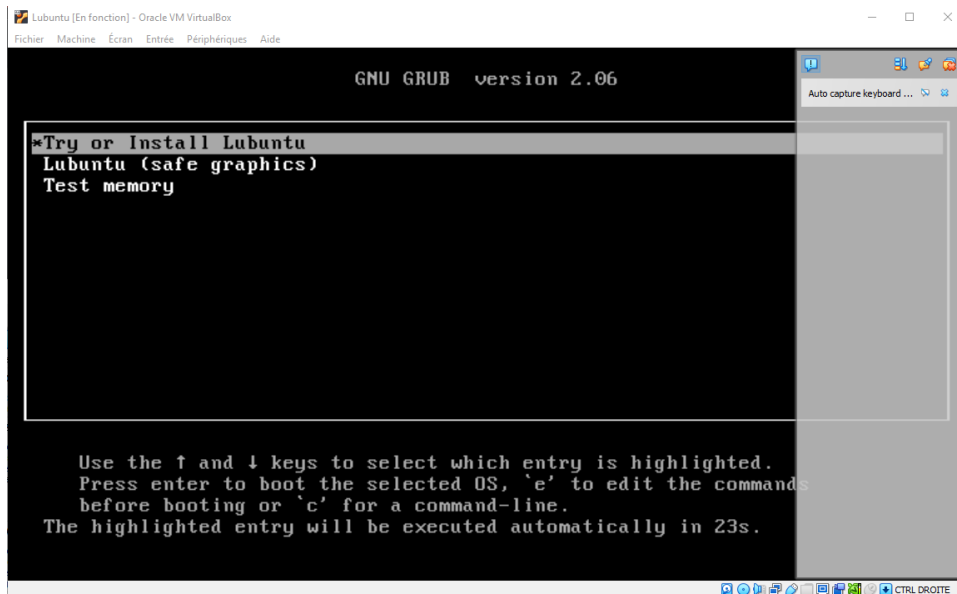 Lubuntu [En fonction] - Oracle VM VirtualBox
Fichier Machine Écran Entrée Périphériques Aide
GNU GRUB version 2.06
Auto capture keyboard ...
*Try or Install Lubuntu
Lubuntu (safe graphics)
Test memory
Use the ↑ and ↓ keys to select which entry is highlighted.
Press enter to boot the selected OS, `e' to edit the commands
before booting or `c' for a command-line.
The highlighted entry will be executed automatically in 23s.
CTRL DROITE